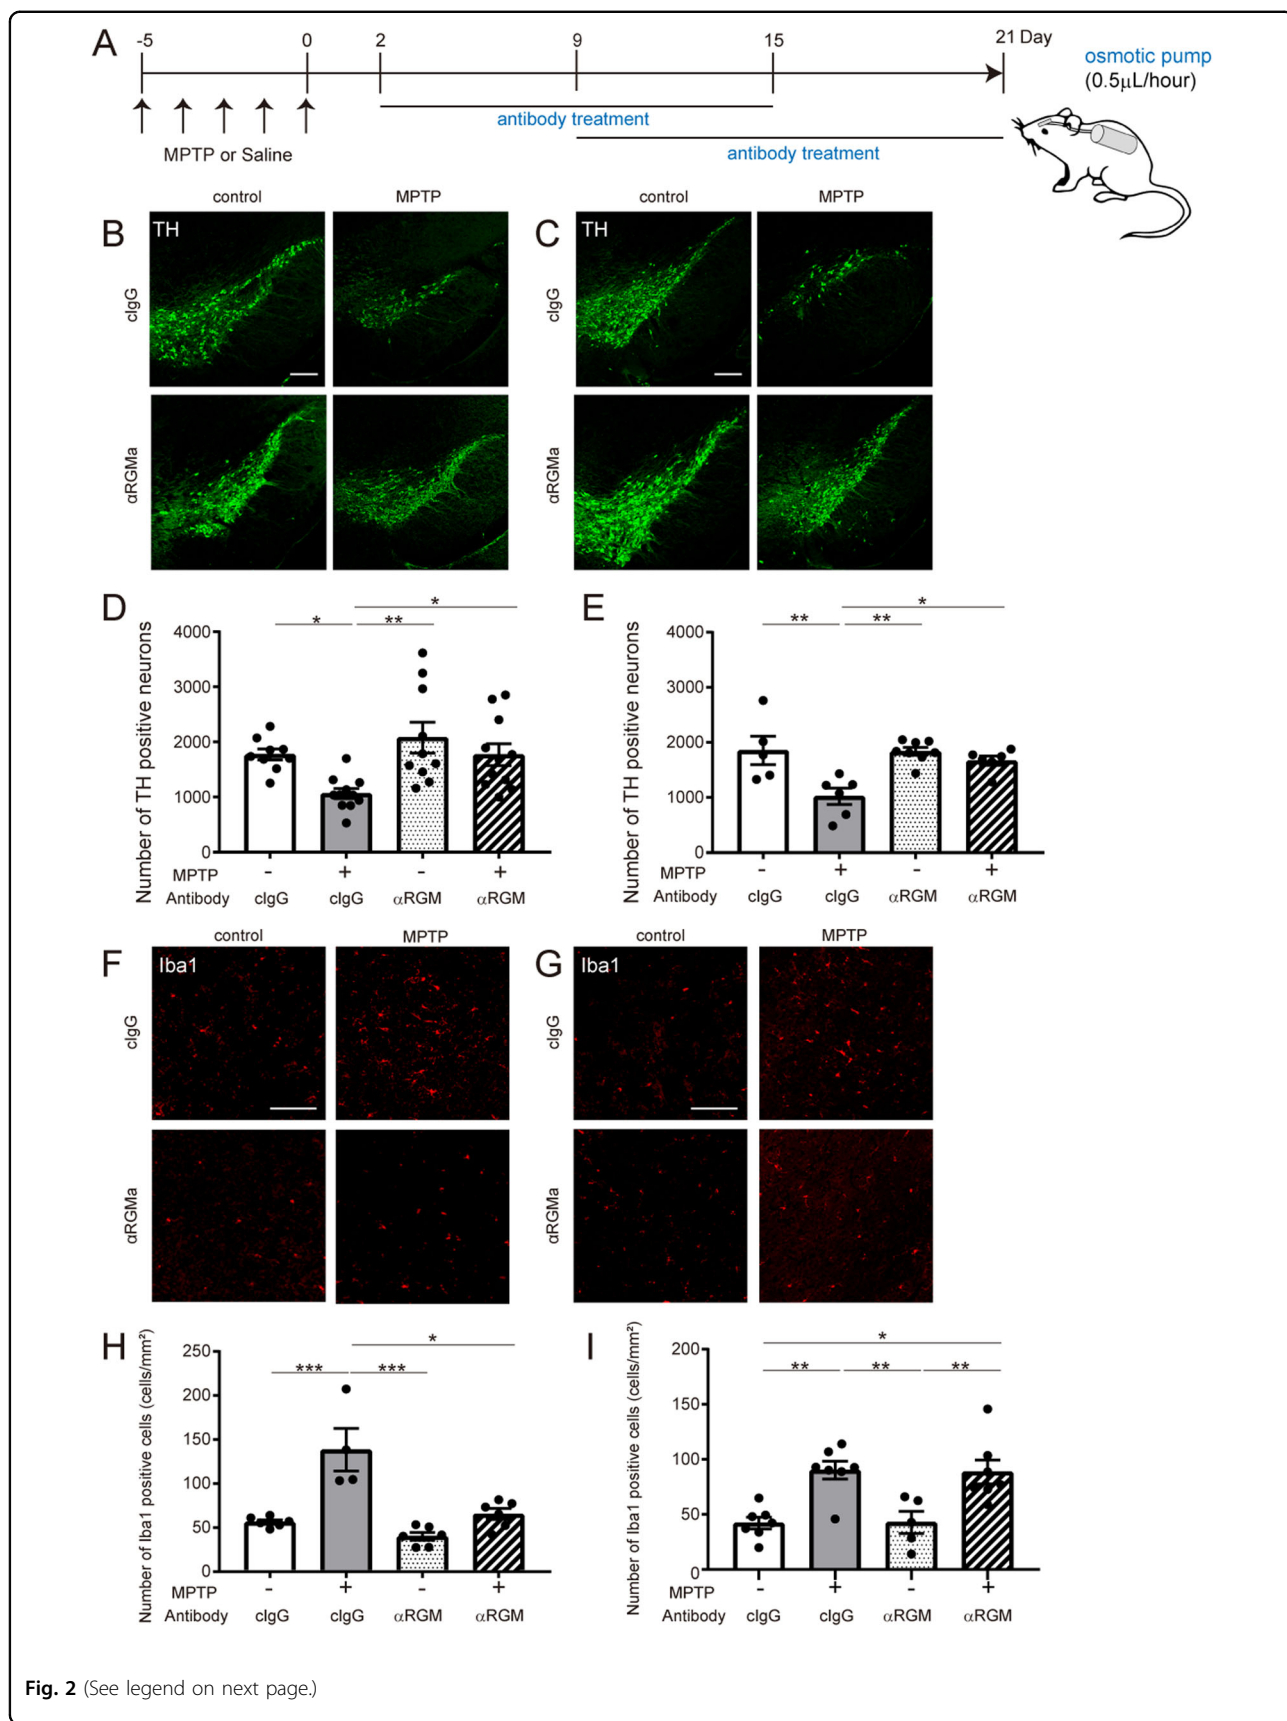 A
-5 0 2 9 15 21 Day
osmotic pump
(0.5μL/hour)
antibody treatment
MPTP or Saline
antibody treatment
control MPTP
control MPTP
B
TH
C
TH
cIgG
cIgG
αRGMa
αRGMa
D
Number of TH positive neurons
4000
3000
2000
1000
0
* ** *
MPTP - + - +
Antibody cIgG cIgG αRGM αRGM
E
Number of TH positive neurons
4000
3000
2000
1000
0
** ** *
MPTP - + - +
Antibody cIgG cIgG αRGM αRGM
control MPTP
control MPTP
F
Iba1
G
Iba1
cIgG
cIgG
αRGMa
αRGMa
H
Number of Iba1 positive cells (cells/mm²)
250
200
150
100
50
0
*** *** *
MPTP - + - +
Antibody cIgG cIgG αRGM αRGM
I
Number of Iba1 positive cells (cells/mm²)
200
150
100
50
0
* ** ** **
MPTP - + - +
Antibody cIgG cIgG αRGM αRGM
Fig. 2 (See legend on next page.)